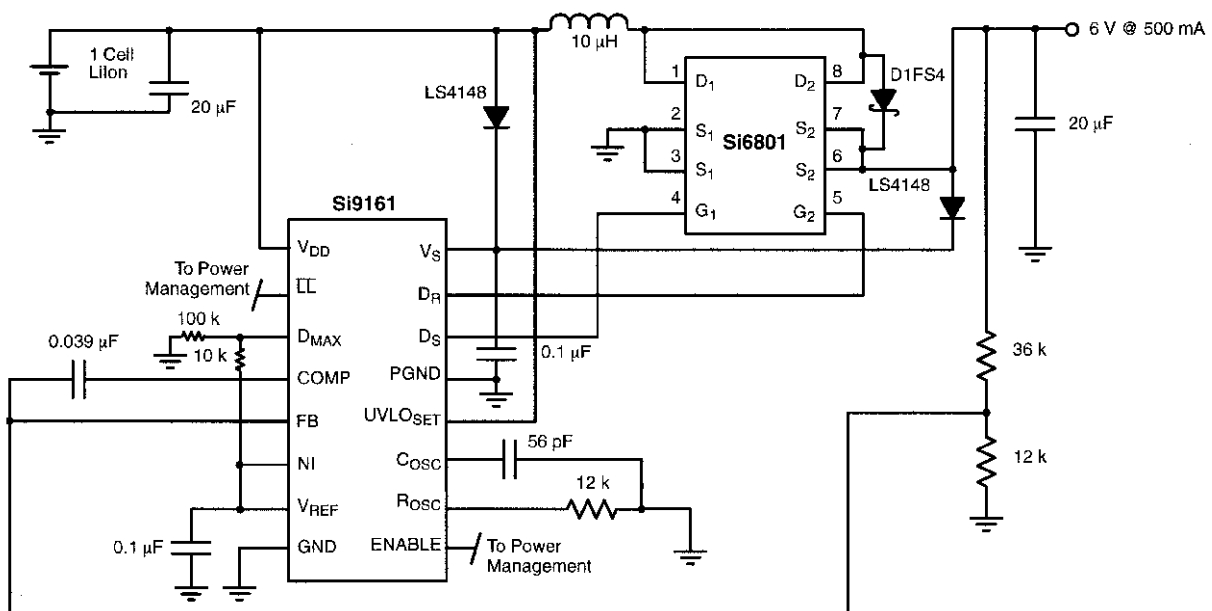 6 V @ 500 mA
10 µH
1 Cell
LiIon
20 µF
LS4148
1
2
3
4
D1
S1
S1
G1
Si6801
D2
S2
S2
G2
8
7
6
5
D1FS4
LS4148
20 µF
Si9161
VDD
LL
DMAX
COMP
FB
NI
VREF
GND
VS
DR
DS
PGND
UVLOSET
COSC
ROSC
ENABLE
To Power
Management
100 k
10 k
0.039 µF
0.1 µF
0.1 µF
56 pF
12 k
To Power
Management
36 k
12 k